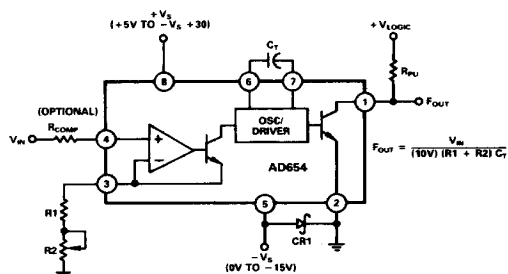 + VS
(+5V TO − VS +30)
+ VLOGIC
CT
RPU
8
6
7
1
FOUT
(OPTIONAL)
RCOMP
VIN
4
+
−
OSC/
DRIVER
AD654
FOUT = VIN / (10V) (R1 + R2) CT
3
5
2
R1
R2
CR1
− VS
(0V TO − 15V)